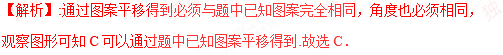 【解析】:通过图案平移得到必须与题中已知图案完全相同,角度也必须相同,
观察图形可知 C 可以通过题中已知图案平移得到.故选 C.